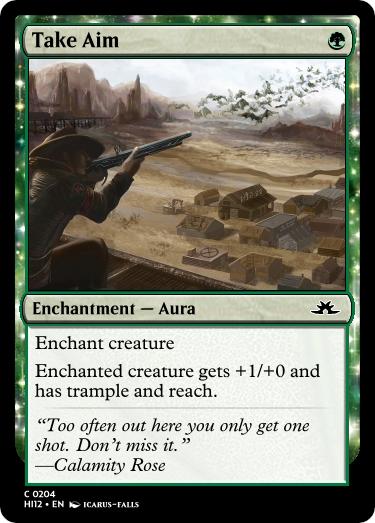 Take Aim
Enchantment — Aura
Enchant creature
Enchanted creature gets +1/+0 and
has trample and reach.
“Too often out here you only get one
shot. Don’t miss it.”
—Calamity Rose
C 0204
HI12 • EN ICARUS-FALLS